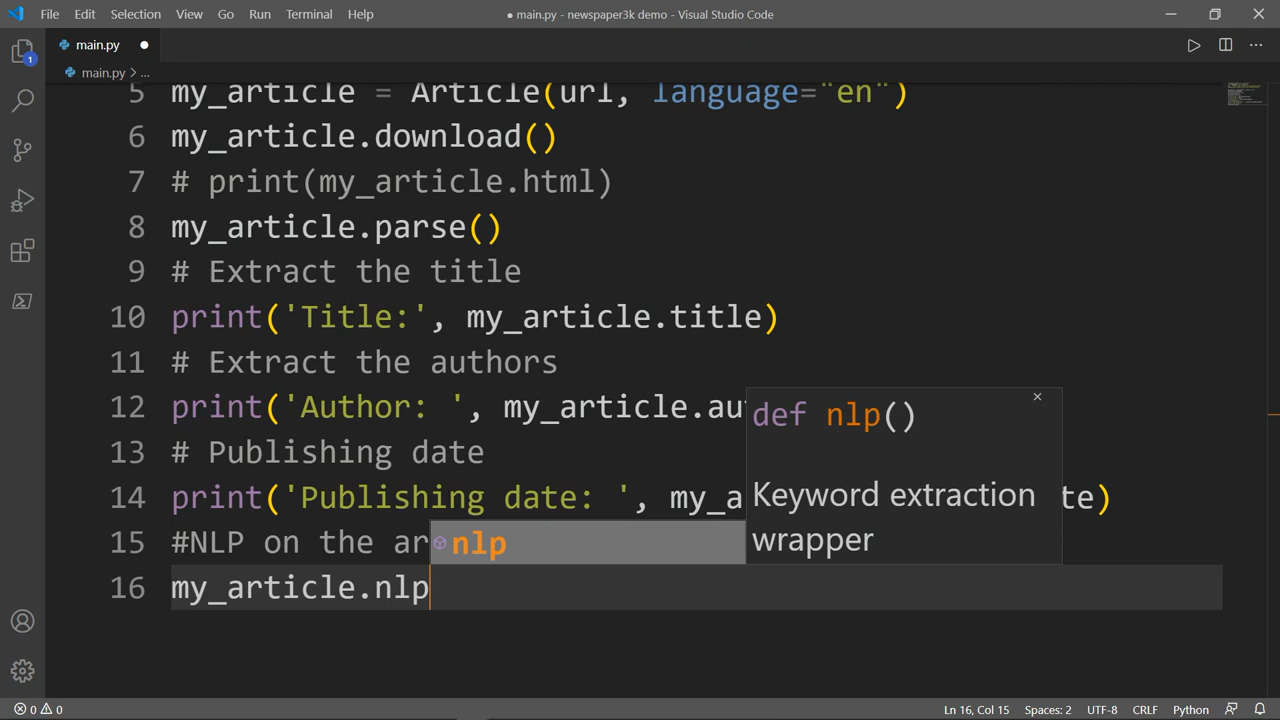 File Edit Selection View Go Run Terminal Help
● main.py - newspaper3k demo - Visual Studio Code
1
main.py ●
main.py > ...
5 my_article = Article(url, language="en")
6 my_article.download()
7 # print(my_article.html)
8 my_article.parse()
9 # Extract the title
10 print('Title:', my_article.title)
11 # Extract the authors
12 print('Author: ', my_article.au
def nlp()
13 # Publishing date
14 print('Publishing date: ', my_a te)
Keyword extraction
wrapper
15 #NLP on the ar
nlp
16 my_article.nlp
0 0
Ln 16, Col 15 Spaces: 2 UTF-8 CRLF Python